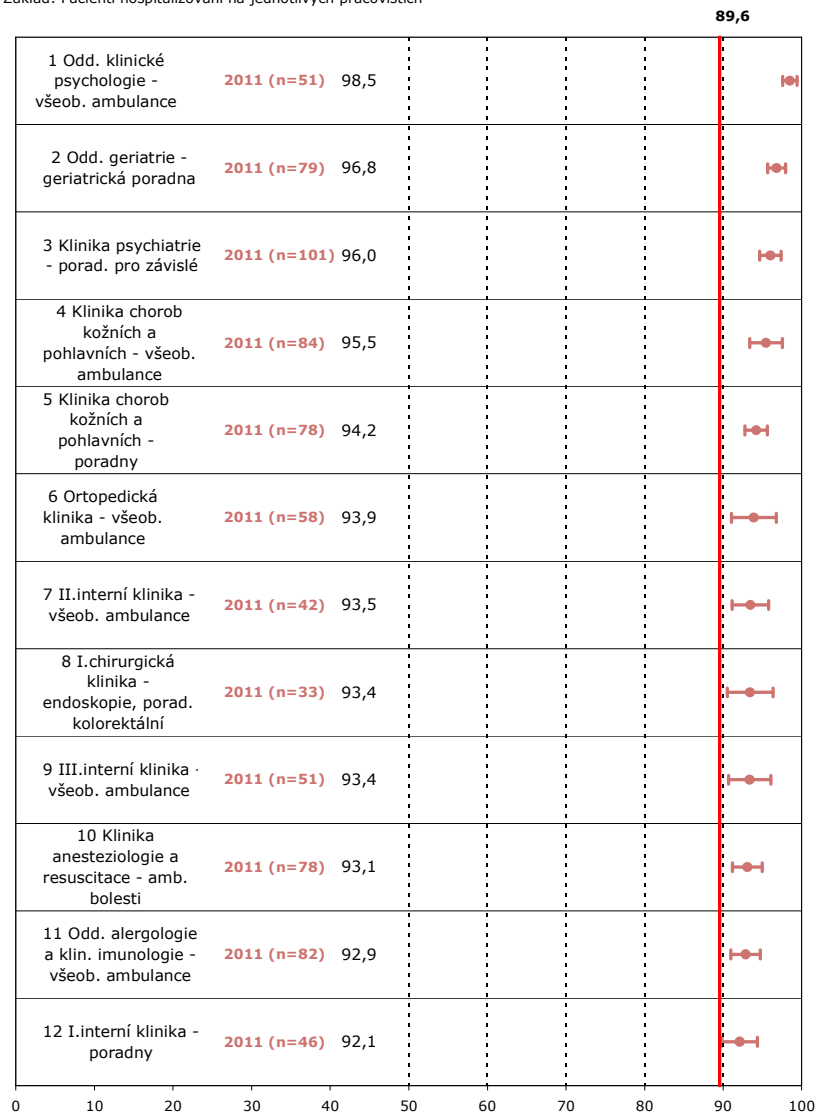 Základ: Pacienti hospitalizovaní na jednotlivých pracovištích
89,6
1 Odd. klinické
psychologie -
všeob. ambulance
2011 (n=51) 98,5
2 Odd. geriatrie -
geriatrická poradna
2011 (n=79) 96,8
3 Klinika psychiatrie
- porad. pro závislé
2011 (n=101) 96,0
4 Klinika chorob
kožních a
pohlavních - všeob.
ambulance
2011 (n=84) 95,5
5 Klinika chorob
kožních a
pohlavních -
poradny
2011 (n=78) 94,2
6 Ortopedická
klinika - všeob.
ambulance
2011 (n=58) 93,9
7 II.interní klinika -
všeob. ambulance
2011 (n=42) 93,5
8 I.chirurgická
klinika -
endoskopie, porad.
kolorektální
2011 (n=33) 93,4
9 III.interní klinika -
všeob. ambulance
2011 (n=51) 93,4
10 Klinika
anesteziologie a
resuscitace - amb.
bolesti
2011 (n=78) 93,1
11 Odd. alergologie
a klin. imunologie -
všeob. ambulance
2011 (n=82) 92,9
12 I.interní klinika -
poradny
2011 (n=46) 92,1
0 10 20 30 40 50 60 70 80 90 100